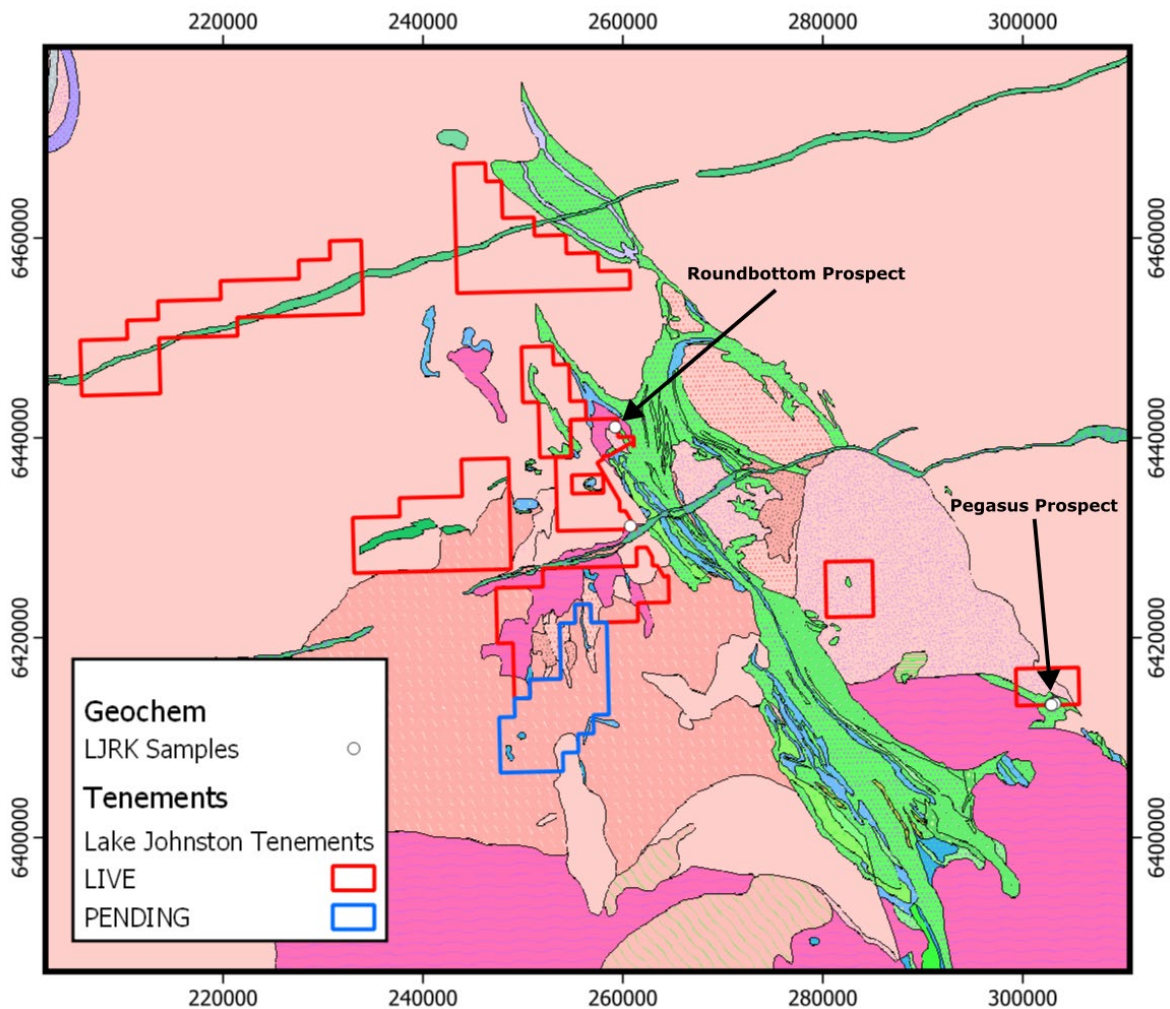 220000 240000 260000 280000 300000
6460000 6460000
Roundbottom Prospect
6440000 6440000
Pegasus Prospect
6420000 6420000
Geochem
LJRK Samples
Tenements
Lake Johnston Tenements
LIVE
PENDING
6400000 6400000
220000 240000 260000 280000 300000